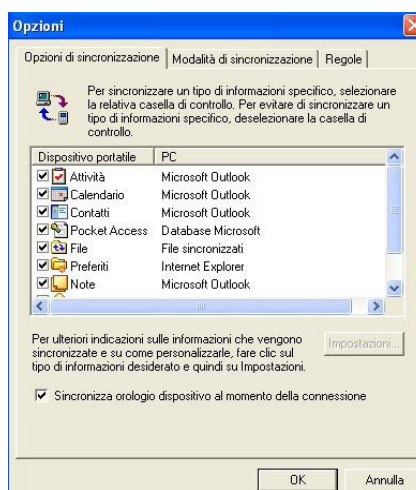 Opzioni
Opzioni di sincronizzazione Modalità di sincronizzazione Regole
Per sincronizzare un tipo di informazioni specifico, selezionare
la relativa casella di controllo. Per evitare di sincronizzare un
tipo di informazioni specifico, deselezionare la casella di
controllo.
Dispositivo portatile PC
Attività Microsoft Outlook
Calendario Microsoft Outlook
Contatti Microsoft Outlook
Pocket Access Database Microsoft
File File sincronizzati
Preferiti Internet Explorer
Note Microsoft Outlook
Per ulteriori indicazioni sulle informazioni che vengono
sincronizzate e su come personalizzarle, fare clic sul
tipo di informazioni desiderato e quindi su Impostazioni.
Impostazioni...
Sincronizza orologio dispositivo al momento della connessione
OK Annulla